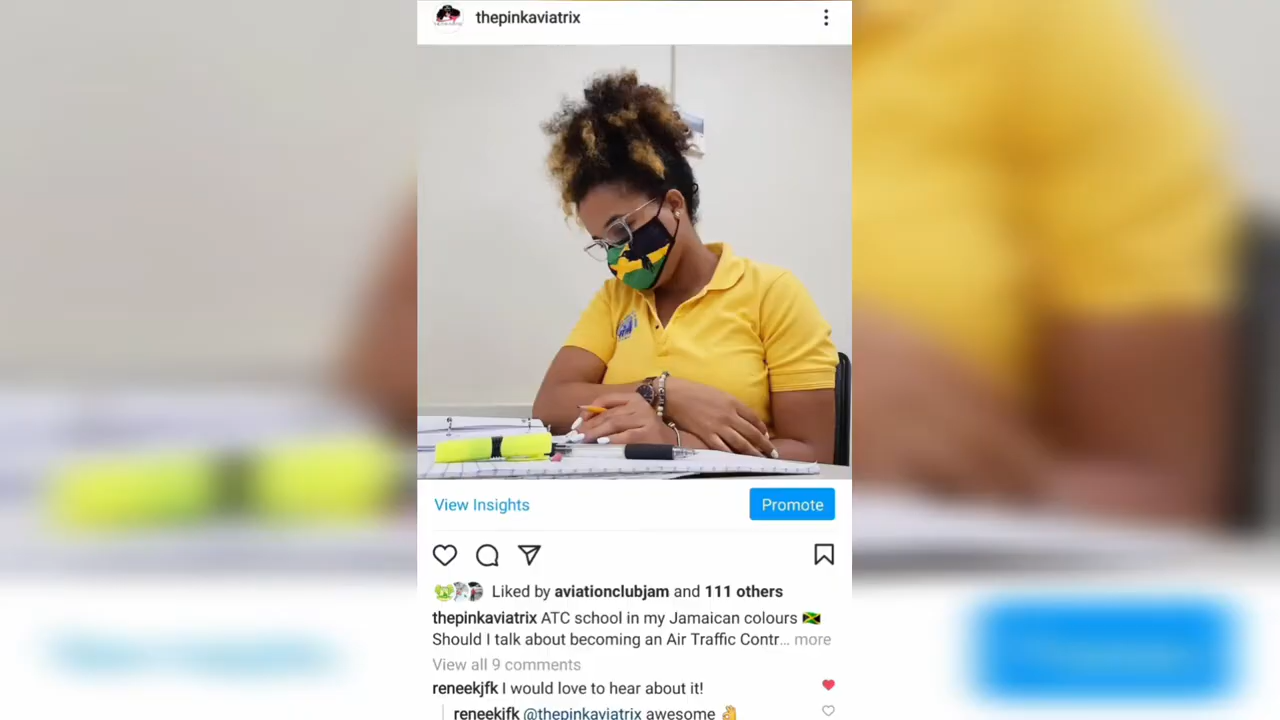 thepinkaviatrix
View Insights
Promote
Liked by aviationclubjam and 111 others
thepinkaviatrix ATC school in my Jamaican colours 🇯🇲
Should I talk about becoming an Air Traffic Contr... more
View all 9 comments
reneekjfk I would love to hear about it!
reneekjfk @thepinkaviatrix awesome 👌